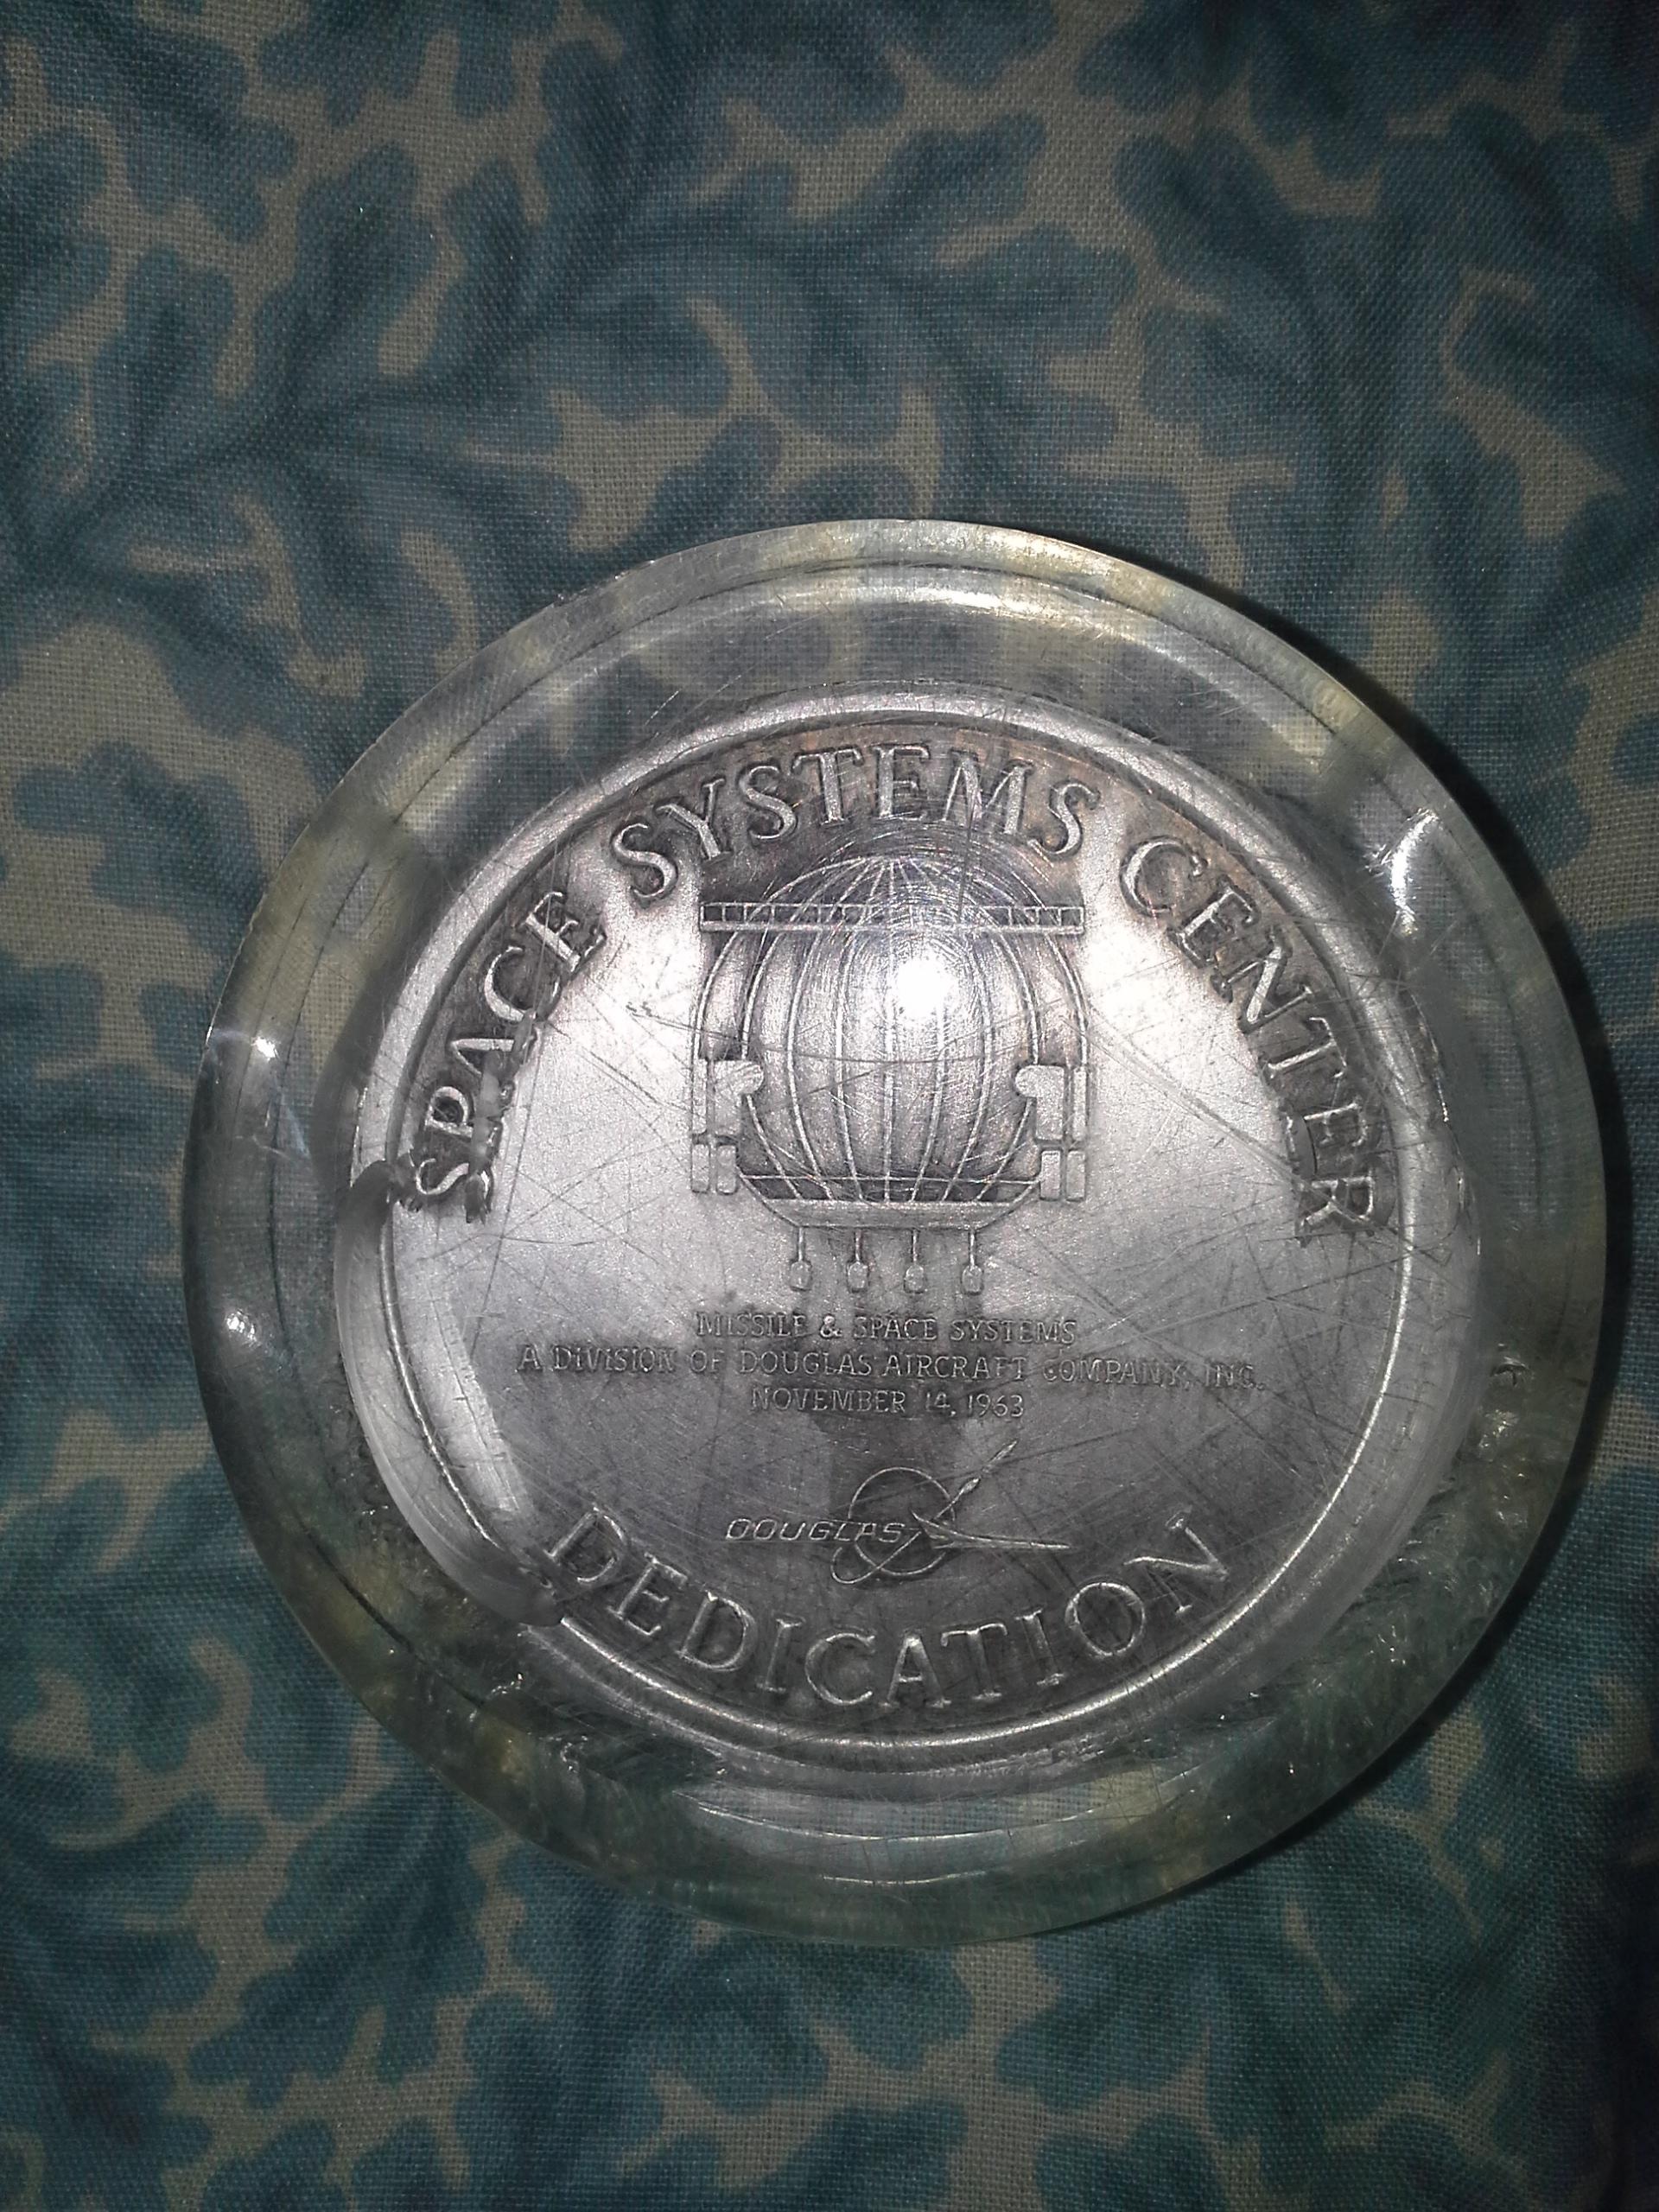 SPACE SYSTEMS CENTER
MISSILE & SPACE SYSTEMS
A DIVISION OF DOUGLAS AIRCRAFT COMPANY, INC.
NOVEMBER 14, 1963
DOUGLAS
DEDICATION